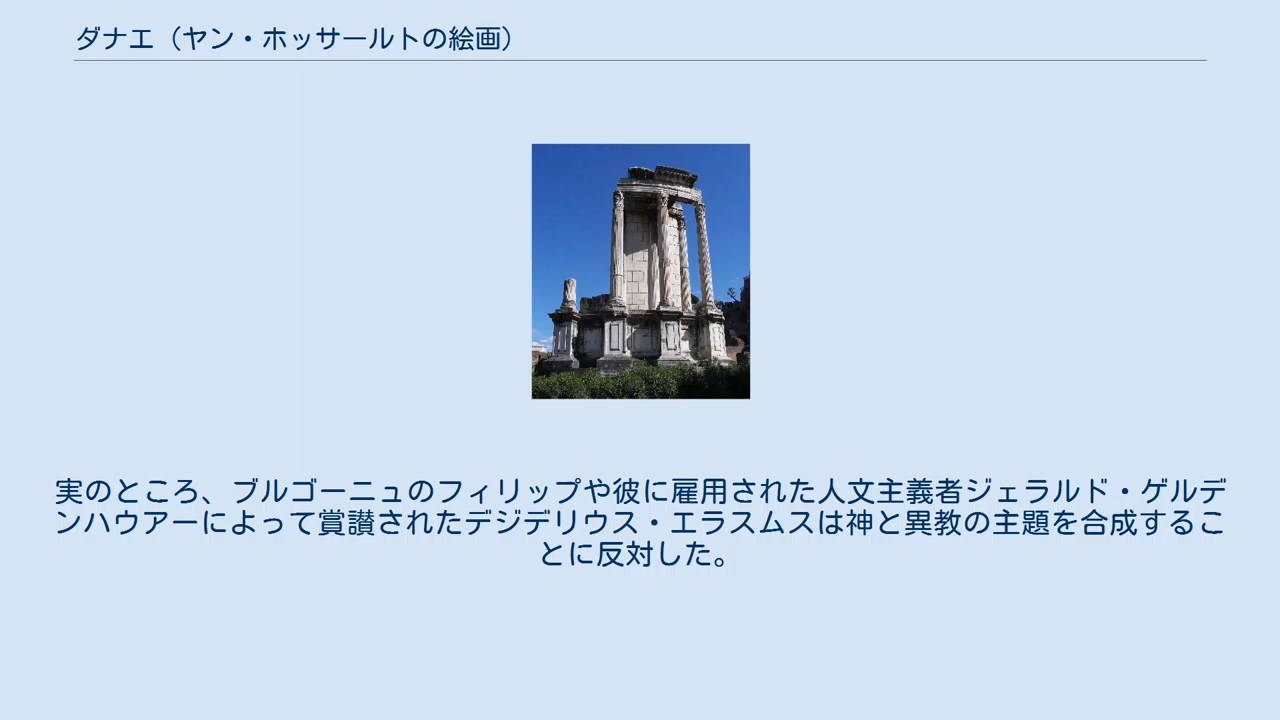 ダナエ（ヤン・ホッサールトの絵画）
実のところ、ブルゴーニュのフィリップや彼に雇用された人文主義者ジェラルド・ゲルデ
ンハウアーによって賞讃されたデジデリウス・エラスムスは神と異教の主題を合成するこ
とに反対した。